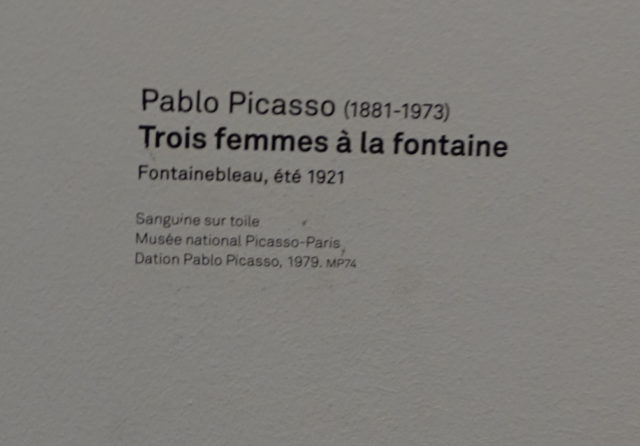 Pablo Picasso (1881-1973)
Trois femmes à la fontaine
Fontainebleau, été 1921
Sanguine sur toile
Musée national Picasso-Paris,
Dation Pablo Picasso, 1979. MP74